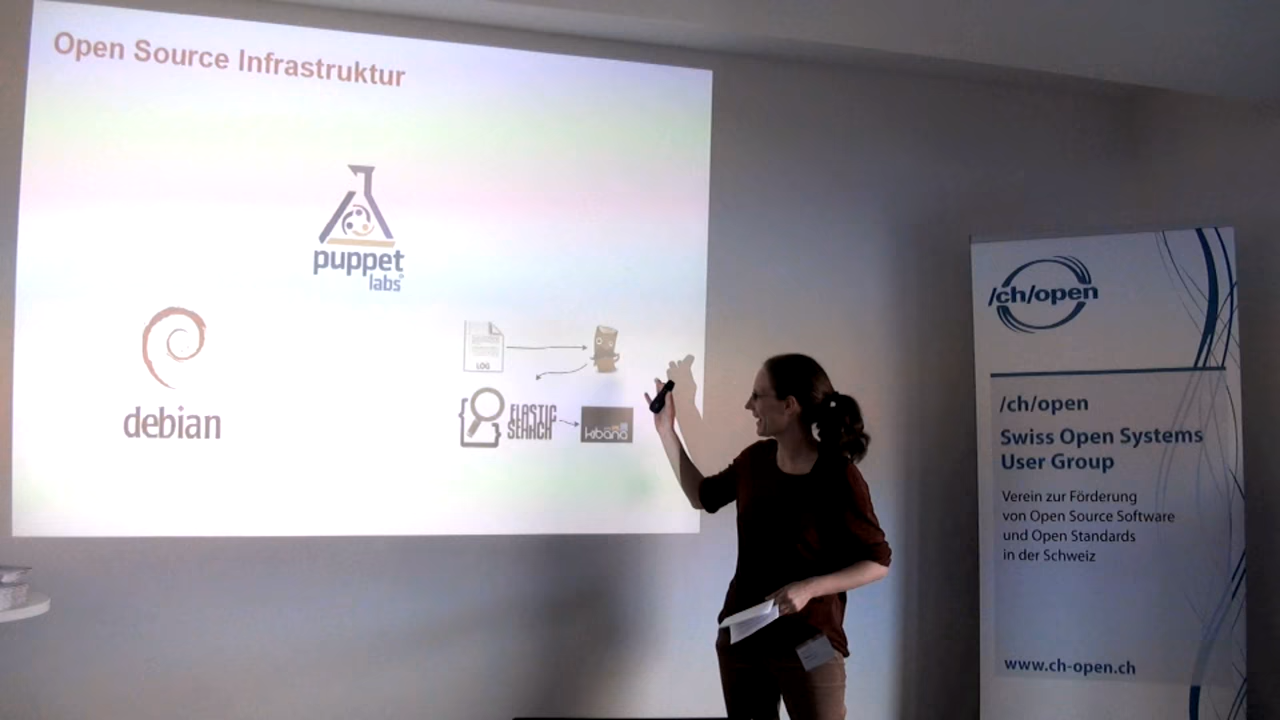 Open Source Infrastruktur
puppet
labs
debian
LOG
ELASTIC
SEARCH
kibana
/ch/open
/ch/open
Swiss Open Systems
User Group
Verein zur Förderung
von Open Source Software
und Open Standards
in der Schweiz
www.ch-open.ch